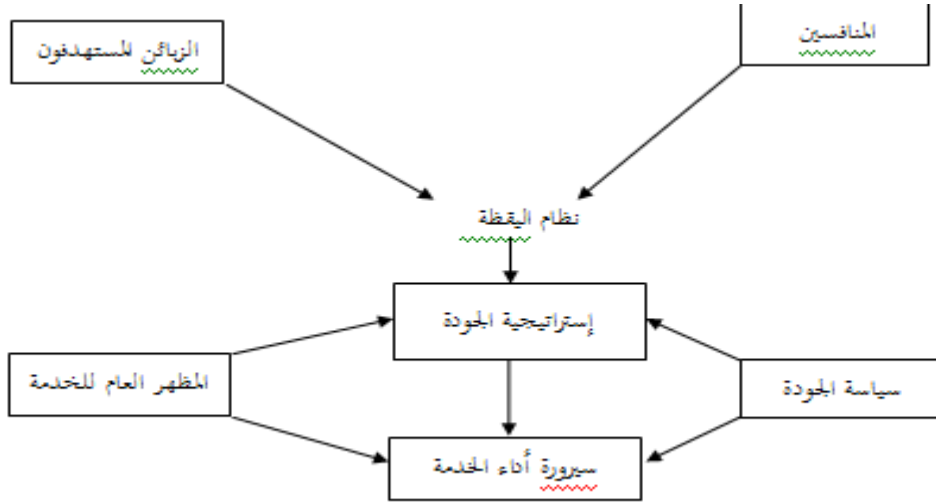 المنافسين
الزبائن المستهدفون
نظام اليقظة
إستراتيجية الجودة
سياسة الجودة
المظهر العام للخدمة
سيرورة أداء الخدمة